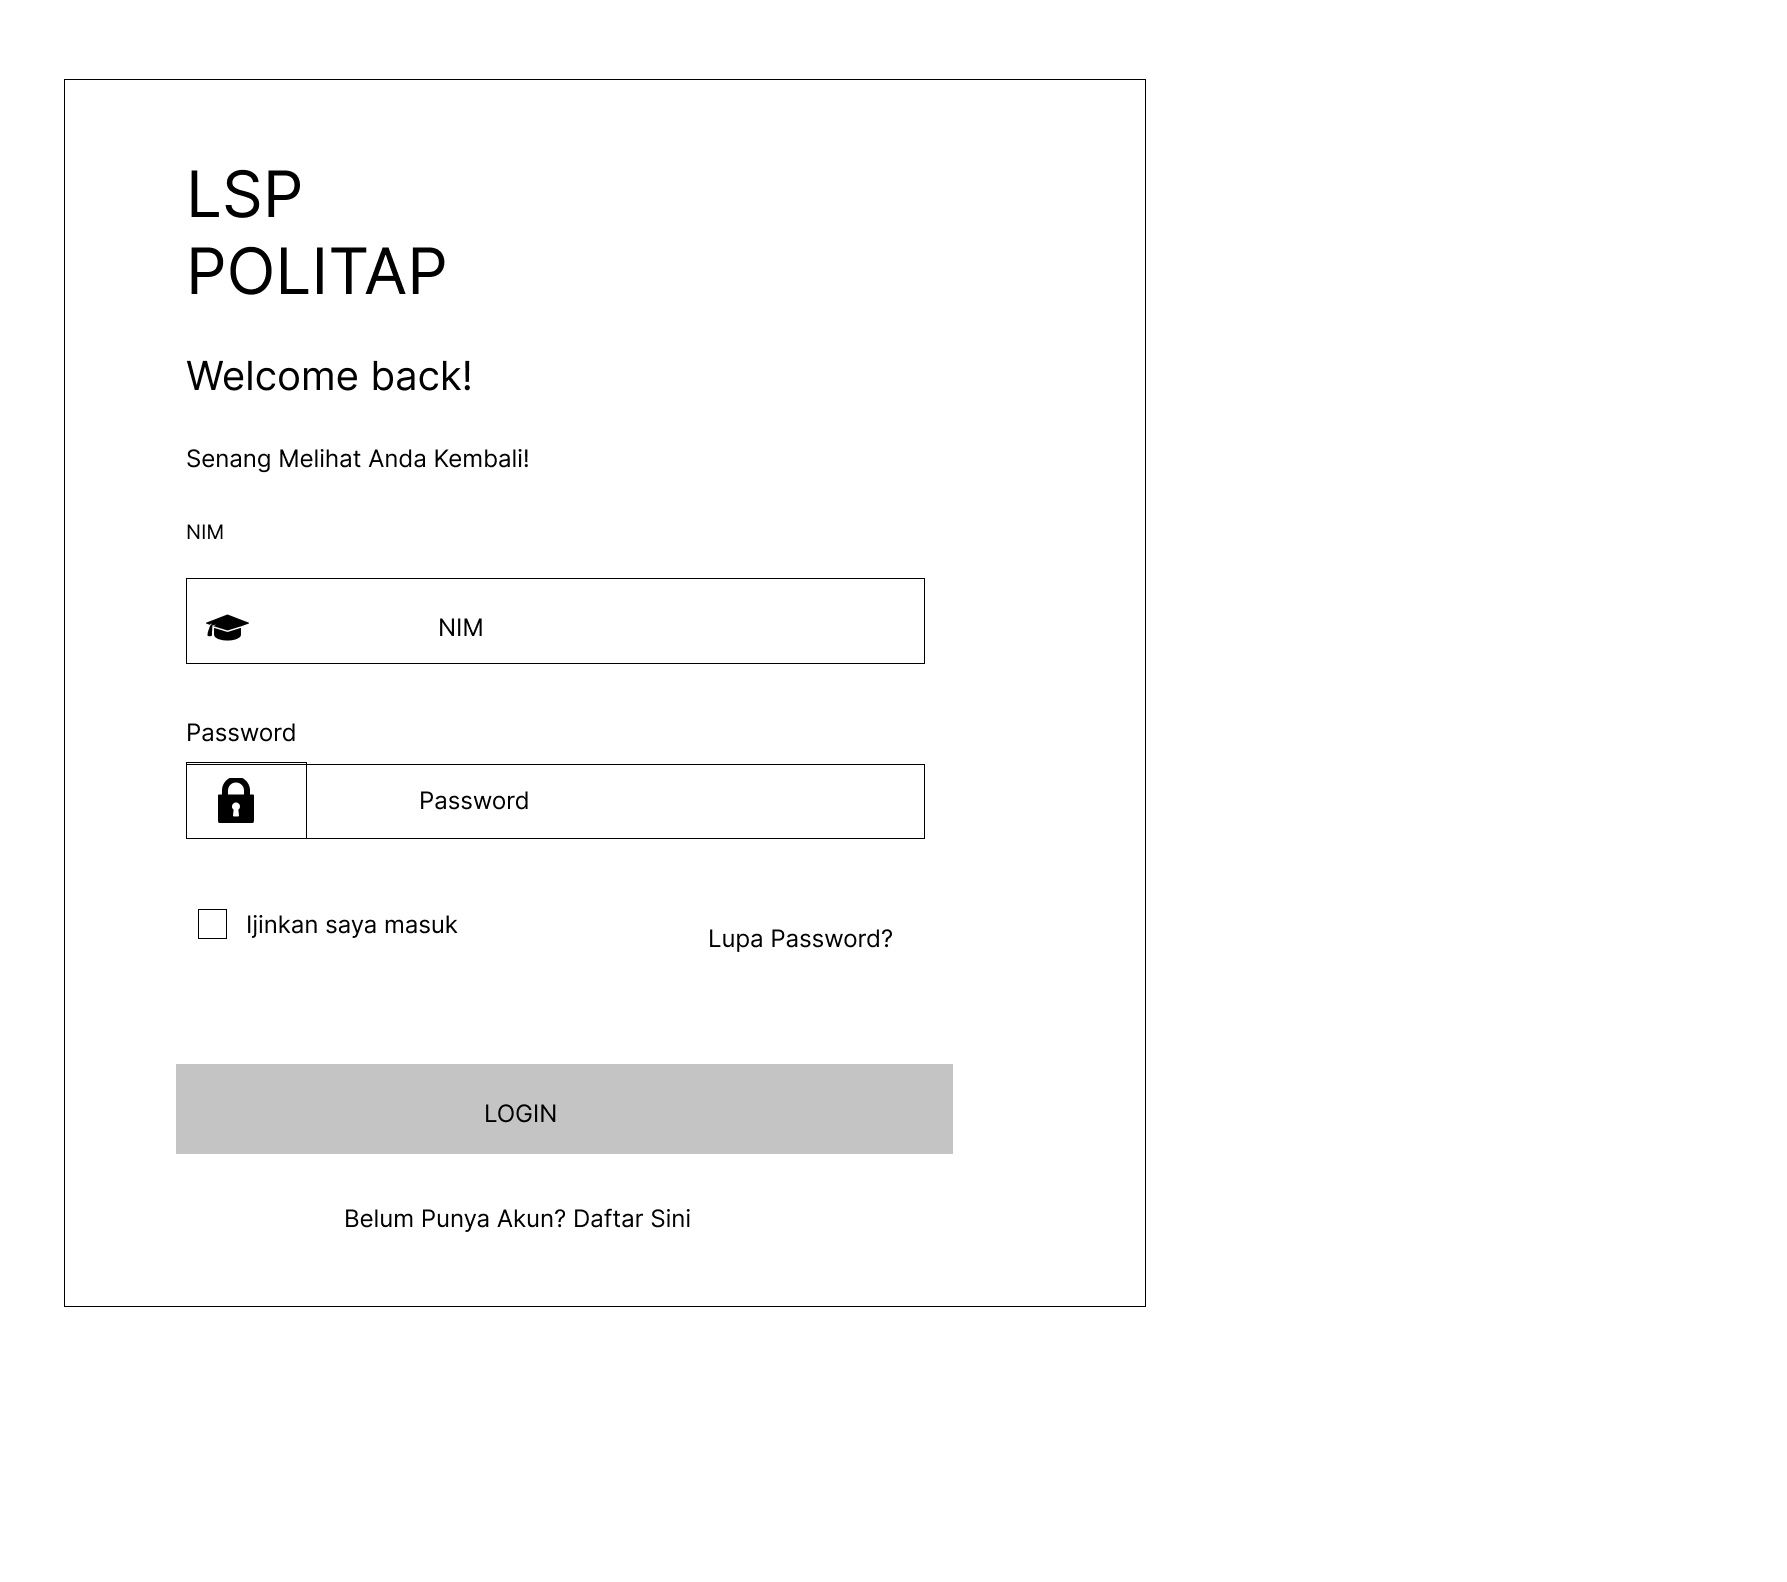 LSP
POLITAP
Welcome back!
Senang Melihat Anda Kembali!
NIM
NIM
Password
Password
Ijinkan saya masuk
Lupa Password?
LOGIN
Belum Punya Akun? Daftar Sini